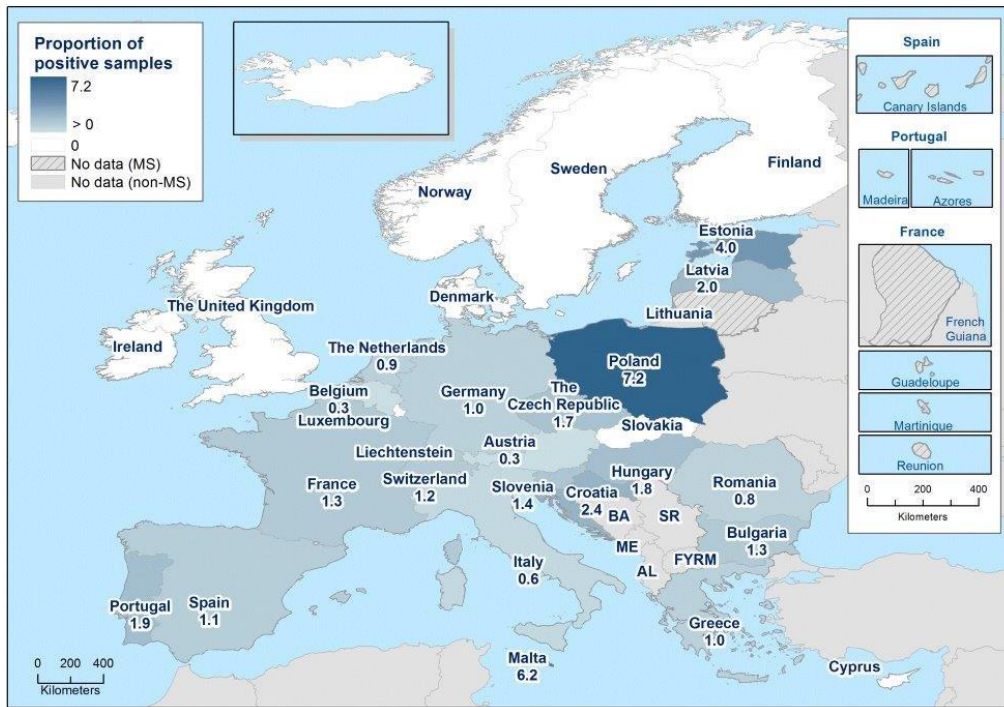 Proportion of
positive samples
7.2
> 0
0
No data (MS)
No data (non-MS)
Spain
Canary Islands
Portugal
Madeira
Azores
France
French
Guiana
Guadeloupe
Martinique
Reunion
0 200 400
Kilometers
Finland
Sweden
Norway
Estonia
4.0
Latvia
2.0
Lithuania
Denmark
The United Kingdom
Ireland
The Netherlands
0.9
Belgium
0.3
Luxembourg
Germany
1.0
Poland
7.2
The
Czech Republic
1.7
Slovakia
Austria
0.3
Liechtenstein
Switzerland
1.2
France
1.3
Slovenia
1.4
Croatia
2.4
Hungary
1.8
Romania
0.8
BA
SR
Bulgaria
1.3
ME
FYRM
AL
Italy
0.6
Greece
1.0
Portugal
1.9
Spain
1.1
Malta
6.2
Cyprus
0 200 400
Kilometers